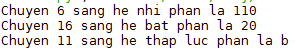 Chuyen 6 sang he nhi phan la 110
Chuyen 16 sang he bat phan la 20
Chuyen 11 sang he thap luc phan la b